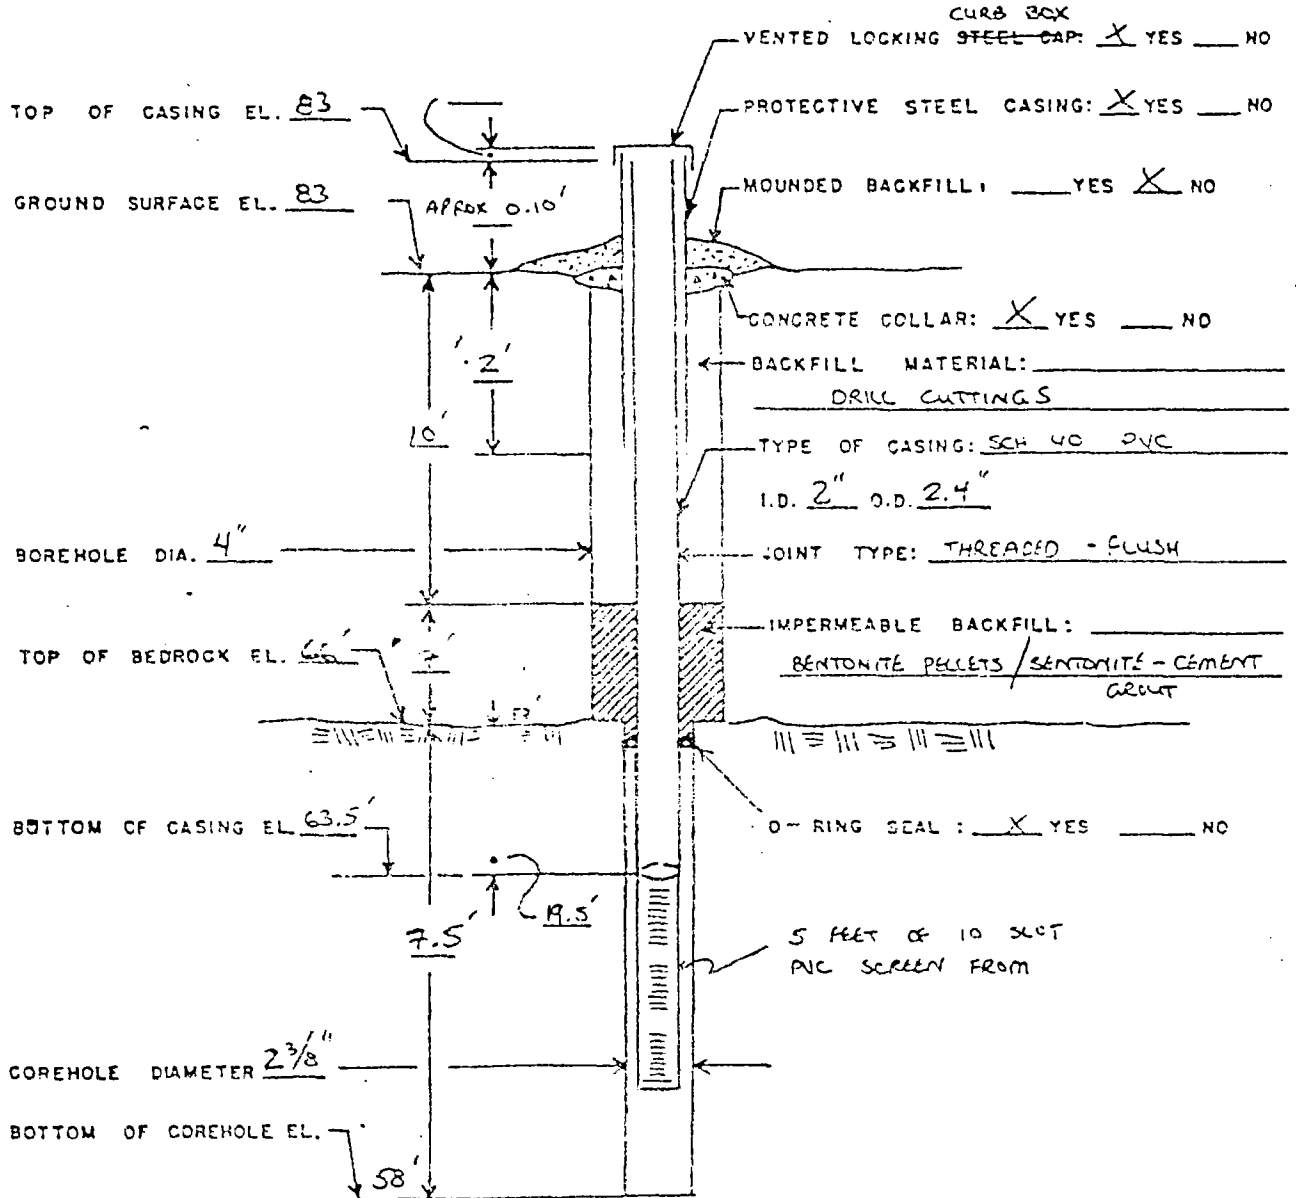 CURB BOX
VENTED LOCKING STEEL CAP: X YES ___ NO
TOP OF CASING EL. 83
PROTECTIVE STEEL CASING: X YES ___ NO
GROUND SURFACE EL. 83
APROX 0.10'
MOUNDED BACKFILL: ___ YES X NO
CONCRETE COLLAR: X YES ___ NO
2'
BACKFILL MATERIAL:
DRILL CUTTINGS
10'
TYPE OF CASING: SCH 40 PVC
I.D. 2" O.D. 2.4"
BOREHOLE DIA. 4"
JOINT TYPE: THREADED - FLUSH
IMPERMEABLE BACKFILL:
TOP OF BEDROCK EL.
BENTONITE PELLETS / BENTONITE - CEMENT
GROUT
BOTTOM OF CASING EL 63.5'
O-RING SEAL: X YES ___ NO
19.5'
7.5'
5 FEET OF 10 SLOT
PVC SCREEN FROM
COREHOLE DIAMETER 2 3/8"
BOTTOM OF COREHOLE EL.
58'